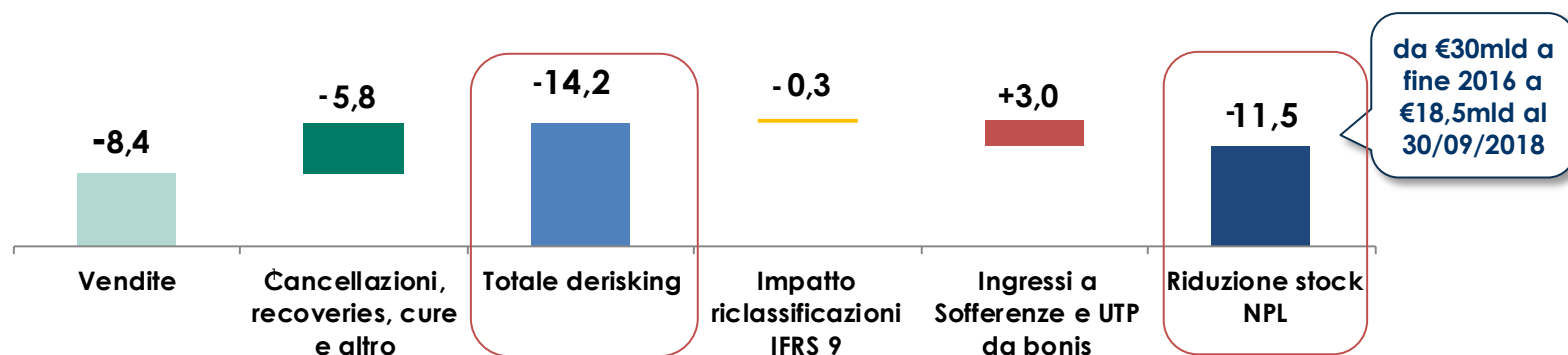 -8,4
- 5,8
-14,2
- 0,3
+3,0
-11,5
da €30mld a
fine 2016 a
€18,5mld al
30/09/2018
Vendite
Cancellazioni,
recoveries, cure
e altro
Totale derisking
Impatto
riclassificazioni
IFRS 9
Ingressi a
Sofferenze e UTP
da bonis
Riduzione stock
NPL